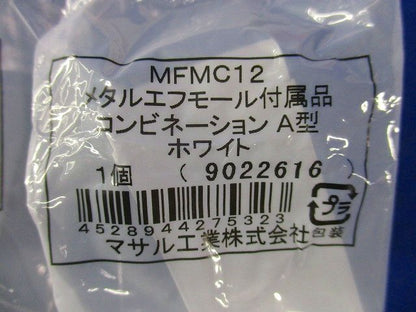 MFMC12
メタルエフモール付属品
コンビネーション A型
ホワイト
1個 (9022616)
4528944275323
プラ
マサル工業株式会社 包装